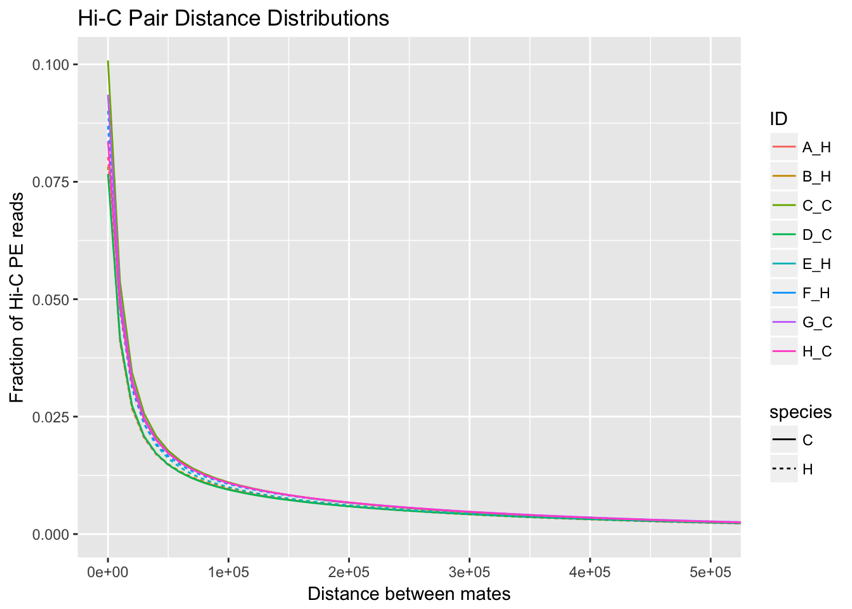 Hi-C Pair Distance Distributions
Fraction of Hi-C PE reads
0.100
0.075
0.050
0.025
0.000
0e+00 1e+05 2e+05 3e+05 4e+05 5e+05
Distance between mates
ID
A_H
B_H
C_C
D_C
E_H
F_H
G_C
H_C
species
C
H